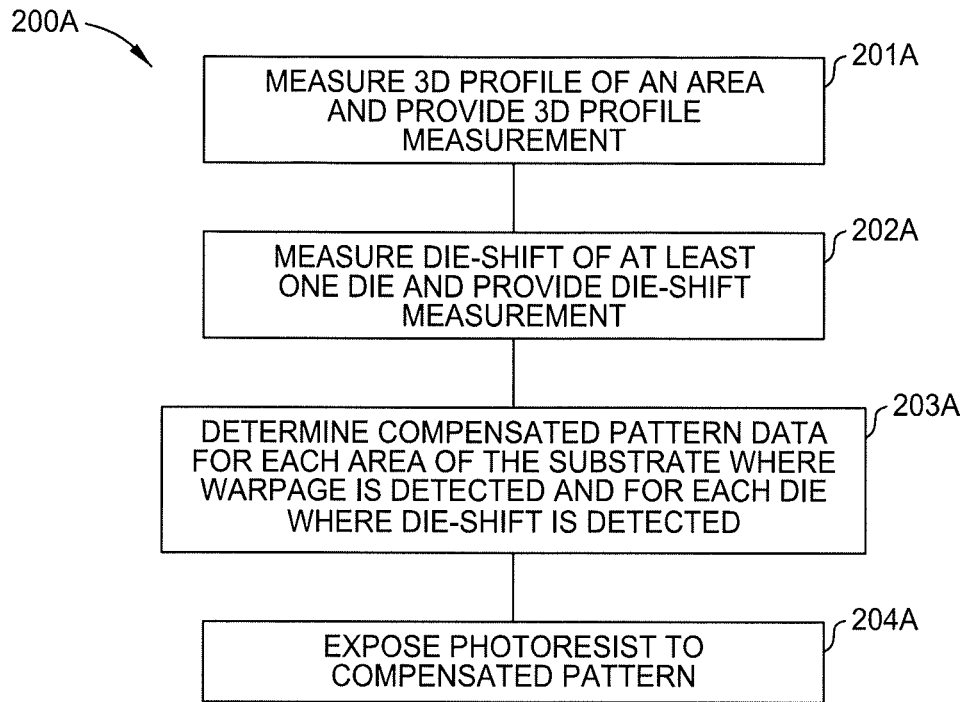 200A
201A
MEASURE 3D PROFILE OF AN AREA
AND PROVIDE 3D PROFILE
MEASUREMENT
202A
MEASURE DIE-SHIFT OF AT LEAST
ONE DIE AND PROVIDE DIE-SHIFT
MEASUREMENT
203A
DETERMINE COMPENSATED PATTERN DATA
FOR EACH AREA OF THE SUBSTRATE WHERE
WARPAGE IS DETECTED AND FOR EACH DIE
WHERE DIE-SHIFT IS DETECTED
204A
EXPOSE PHOTORESIST TO
COMPENSATED PATTERN